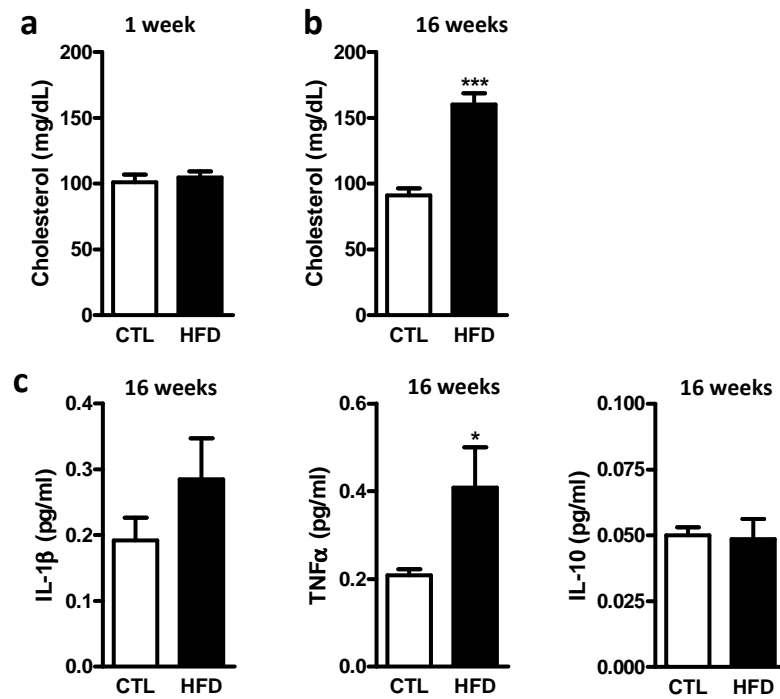 a
1 week
Cholesterol (mg/dL)
200
150
100
50
0
CTL HFD
b
16 weeks
Cholesterol (mg/dL)
200
150
100
50
0
***
CTL HFD
c
16 weeks
IL-1β (pg/ml)
0.4
0.3
0.2
0.1
0.0
CTL HFD
16 weeks
TNFα (pg/ml)
0.6
0.4
0.2
0.0
*
CTL HFD
16 weeks
IL-10 (pg/ml)
0.100
0.075
0.050
0.025
0.000
CTL HFD